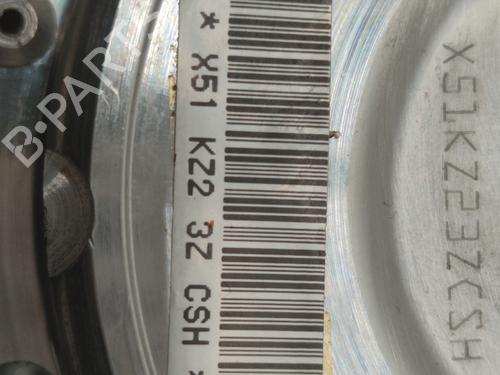 * X51 KZ2 3Z CSH *
X51KZ23ZCSH
B-PARTS